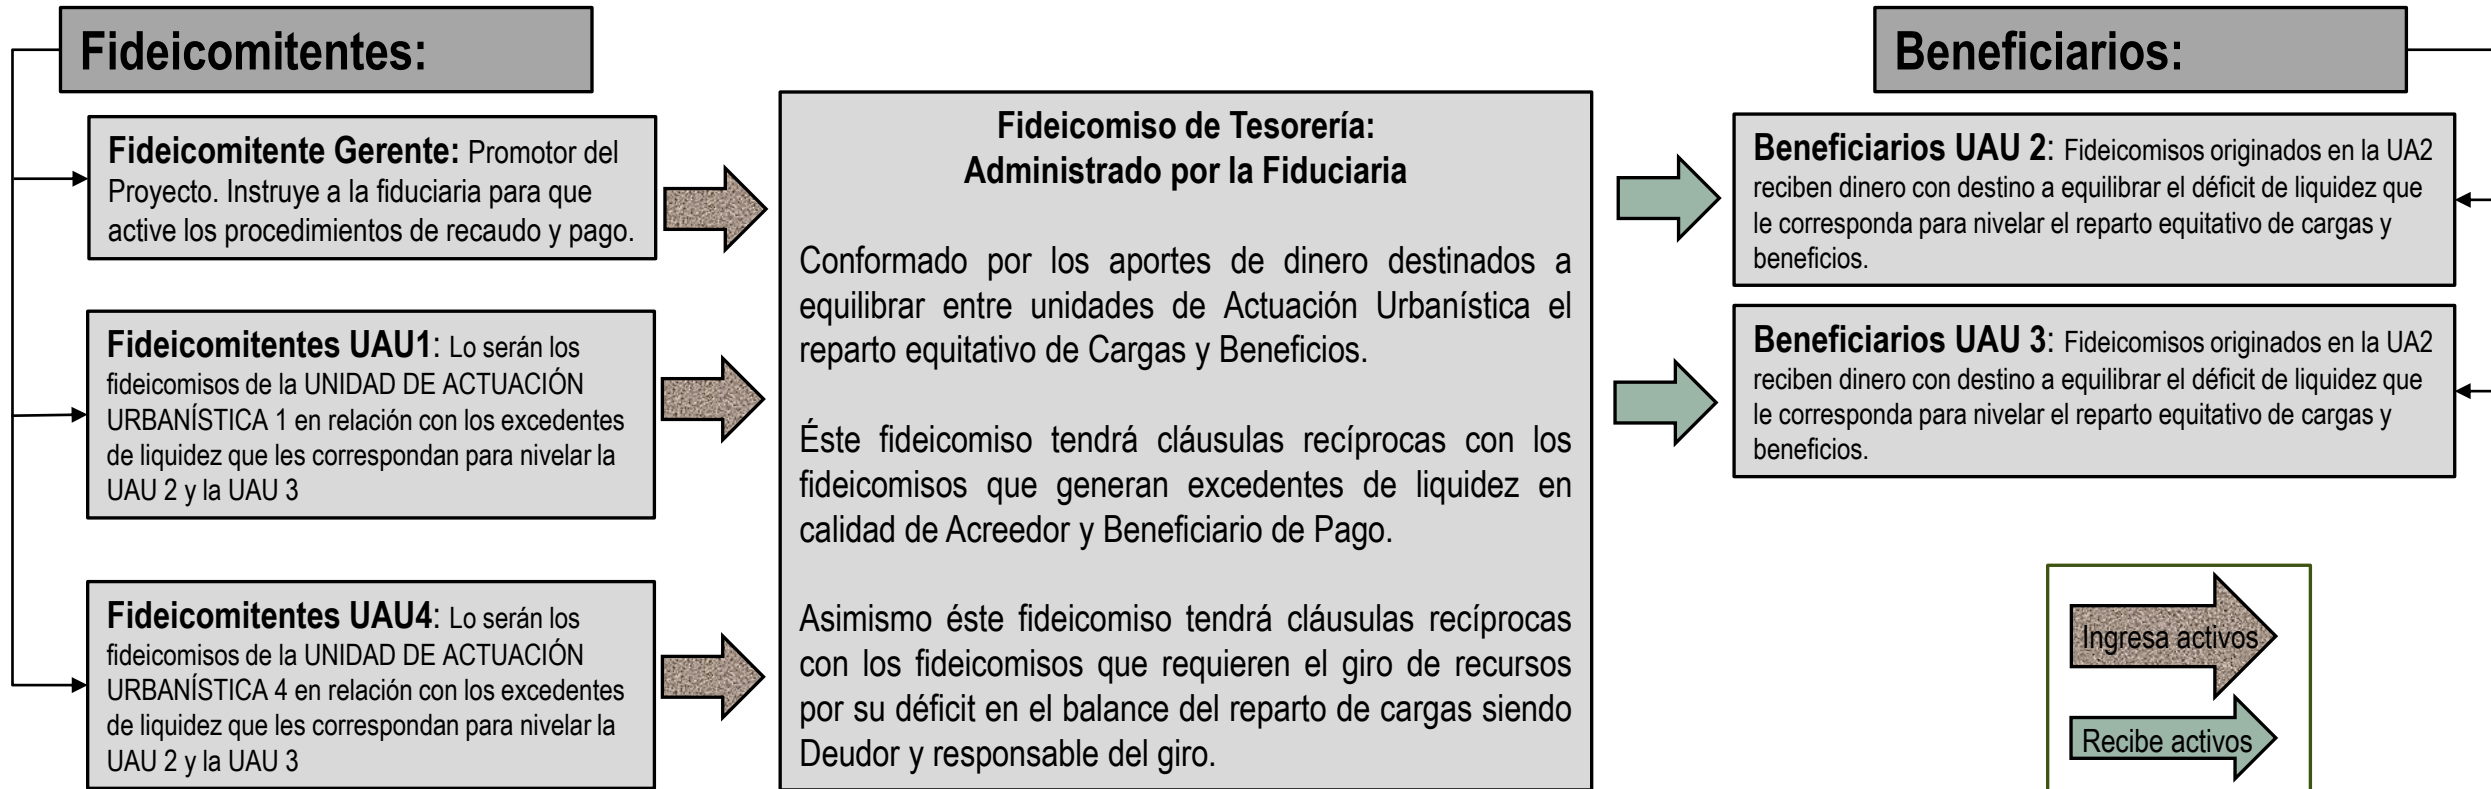 Fideicomitentes:
Fideicomitente Gerente: Promotor del
Proyecto. Instruye a la fiduciaria para que
active los procedimientos de recaudo y pago.
Fideicomitentes UAU1: Lo serán los
fideicomisos de la UNIDAD DE ACTUACIÓN
URBANÍSTICA 1 en relación con los excedentes
de liquidez que les correspondan para nivelar la
UAU 2 y la UAU 3
Fideicomitentes UAU4: Lo serán los
fideicomisos de la UNIDAD DE ACTUACIÓN
URBANÍSTICA 4 en relación con los excedentes
de liquidez que les correspondan para nivelar la
UAU 2 y la UAU 3
Fideicomiso de Tesorería:
Administrado por la Fiduciaria
Conformado por los aportes de dinero destinados a
equilibrar entre unidades de Actuación Urbanística el
reparto equitativo de Cargas y Beneficios.
Éste fideicomiso tendrá cláusulas recíprocas con los
fideicomisos que generan excedentes de liquidez en
calidad de Acreedor y Beneficiario de Pago.
Asimismo éste fideicomiso tendrá cláusulas recíprocas
con los fideicomisos que requieren el giro de recursos
por su déficit en el balance del reparto de cargas siendo
Deudor y responsable del giro.
Beneficiarios:
Beneficiarios UAU 2: Fideicomisos originados en la UA2
reciben dinero con destino a equilibrar el déficit de liquidez que
le corresponda para nivelar el reparto equitativo de cargas y
beneficios.
Beneficiarios UAU 3: Fideicomisos originados en la UA2
reciben dinero con destino a equilibrar el déficit de liquidez que
le corresponda para nivelar el reparto equitativo de cargas y
beneficios.
Ingresa activos
Recibe activos